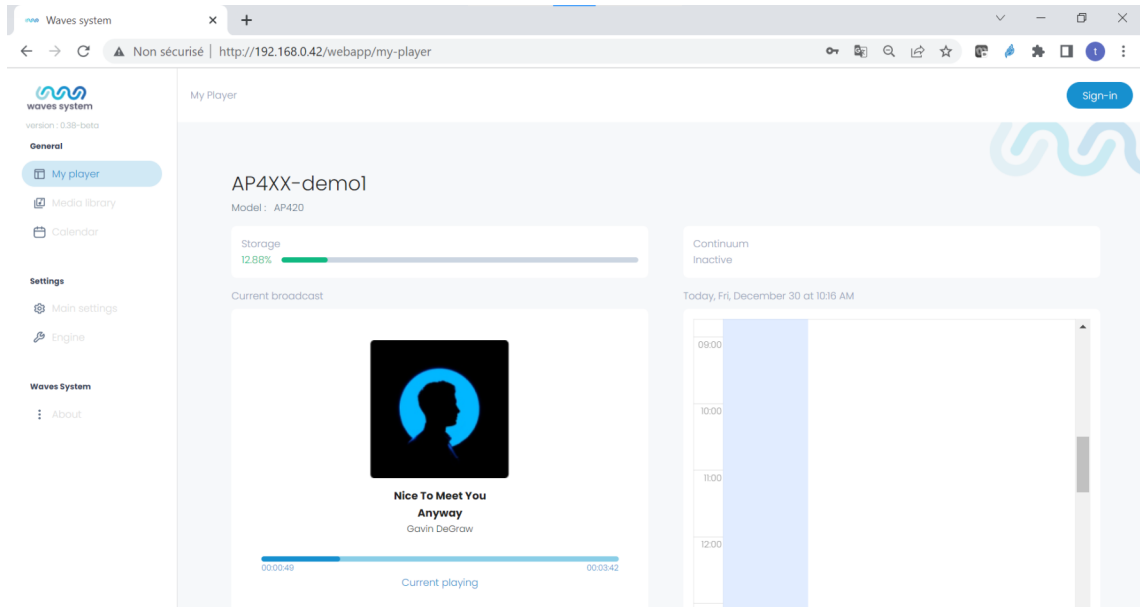 Waves system
Non sécurisé | http://192.168.0.42/webapp/my-player
t
waves system
version : 0.38-beta
My Player
Sign-in
General
My player
Media library
Calendar
Settings
Main settings
Engine
Waves System
About
AP4XX-demo1
Model : AP420
Storage
12.88%
Continuum
Inactive
Current broadcast
Today, Fri, December 30 at 10:16 AM
Nice To Meet You
Anyway
Gavin DeGraw
00:00:49
00:03:42
Current playing
09:00
10:00
11:00
12:00